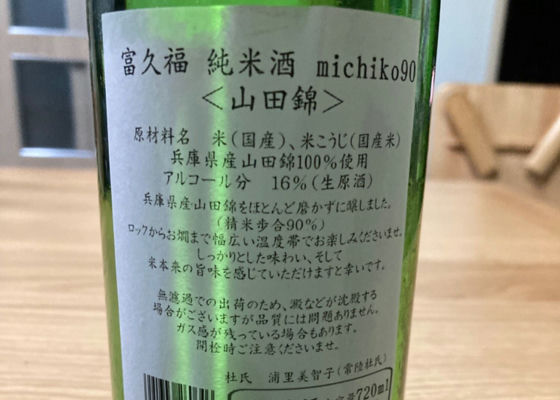 富久福 純米酒 michiko90
＜山田錦＞
原材料名 米(国産)、米こうじ(国産米)
兵庫県産山田錦100%使用
アルコール分 16%(生原酒)
兵庫県産山田錦をほとんど磨かずに醸しました。
(精米歩合90%)
ロックからお燗まで幅広い温度帯でお楽しみくださいませ。
しっかりとした味わい、そして
米本来の旨味を感じていただけますと幸いです。
無濾過での出荷のため、澱などが沈殿する
場合がございますが品質には問題ありません。
ガス感が残っている場合もあります。
開栓時ご注意くださいませ。
杜氏 浦里美智子(常陸杜氏)
720ml